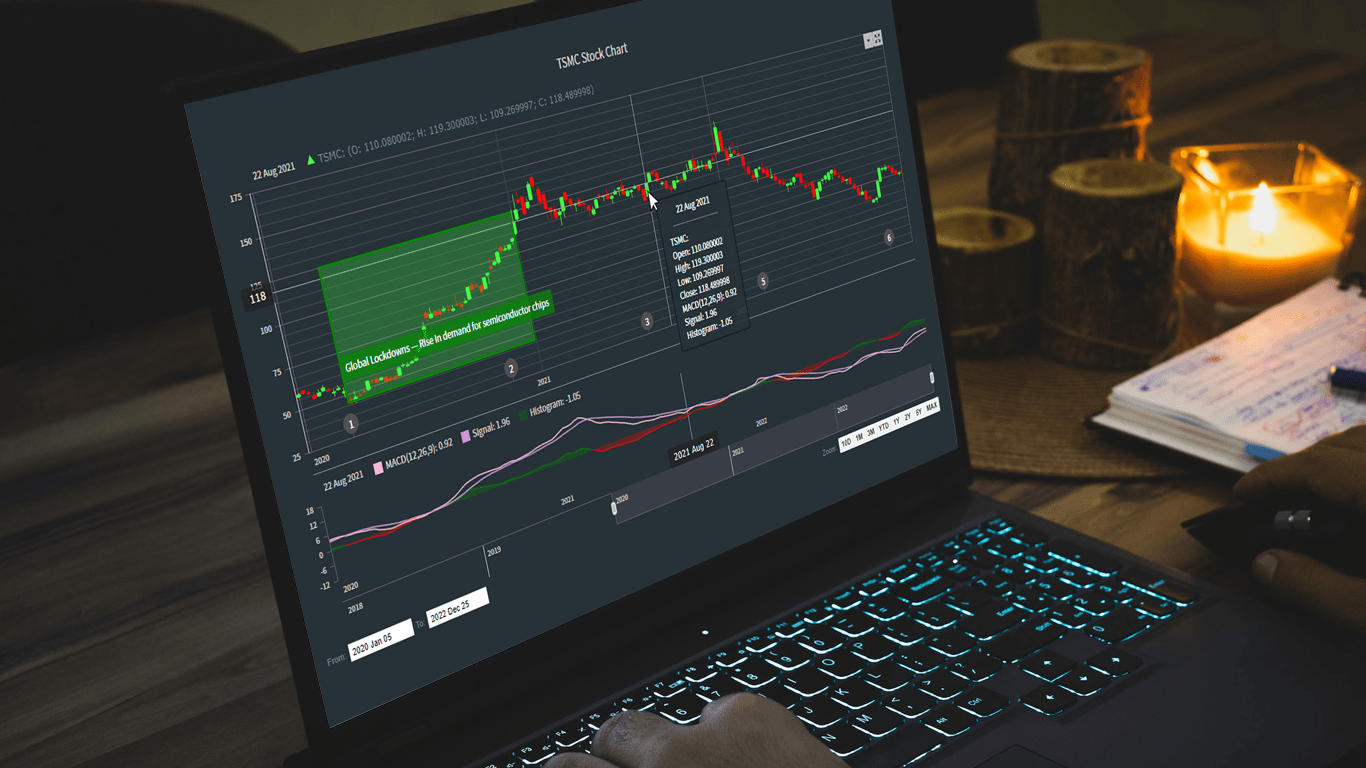 TSMC Stock Chart
22 Aug 2021 TSMC: (O: 110.080002; H: 119.300003; L: 109.269997; C: 118.489998)
175
150
125
118
100
75
50
25
Global Lockdowns — Rise in demand for semiconductor chips
22 Aug 2021
TSMC:
Open: 110.080002
High: 119.300003
Low: 109.269997
Close: 118.489998
MACD(12,26,9): 0.92
Signal: 1.96
Histogram: -1.05
1
2
3
5
6
2020
2021
2022
22 Aug 2021 MACD(12,26,9): 0.92 Signal: 1.96 Histogram: -1.05
18
12
6
0
-6
-12
2020
2021
2021 Aug 22
2022
2018
2019
2020
2021
2022
From: 2020 Jan 05 To: 2022 Dec 25
Zoom: 10D 1M 3M YTD 1Y 2Y 5Y MAX